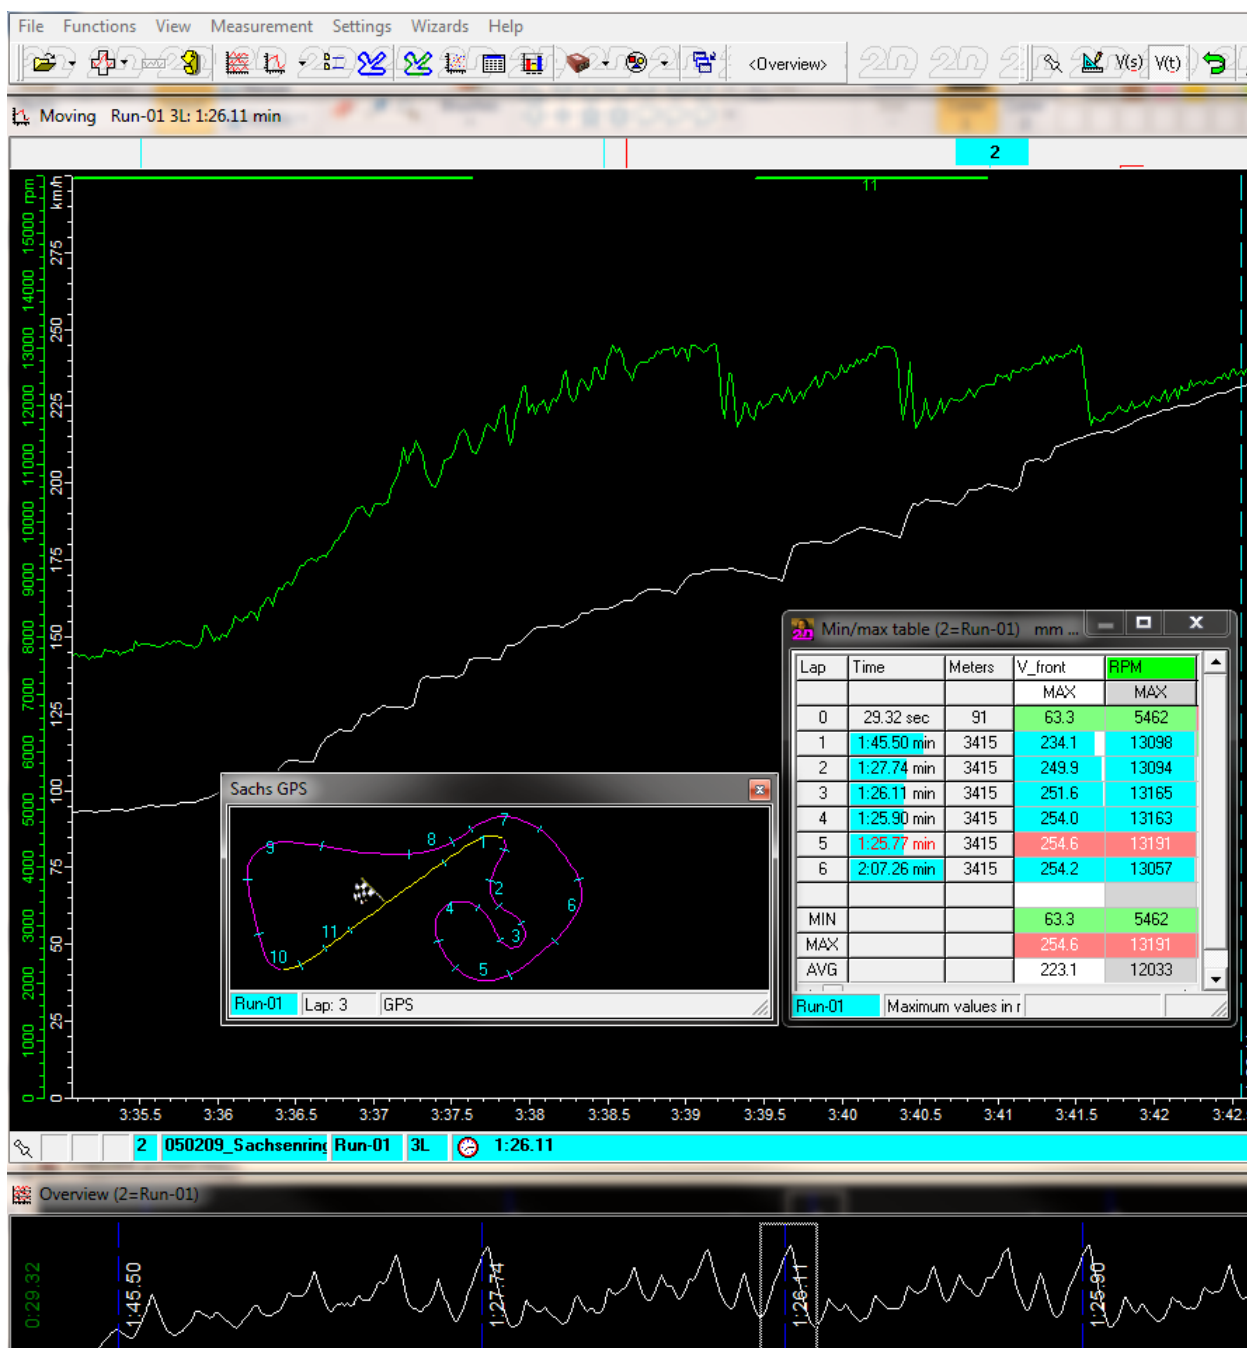 File Functions View Measurement Settings Wizards Help
<Overview> V(s) V(t)
Moving Run-01 3L: 1:26.11 min
2
11
rpm km/h
15000 14000 13000 12000 11000 10000 9000 8000 7000 6000 5000 4000 3000 2000 1000 0
275 250 225 200 175 150 125 100 75 50 25 0
Min/max table (2=Run-01) mm ...
Lap Time Meters V_front RPM
MAX MAX
0 29.32 sec 91 63.3 5462
1 1:45.50 min 3415 234.1 13098
2 1:27.74 min 3415 249.9 13094
3 1:26.11 min 3415 251.6 13165
4 1:25.90 min 3415 254.0 13163
5 1:25.77 min 3415 254.6 13191
6 2:07.26 min 3415 254.2 13057
MIN 63.3 5462
MAX 254.6 13191
AVG 223.1 12033
Run-01 Maximum values in r
Sachs GPS
1 2 3 4 5 6 7 8 9 10 11
Run-01 Lap: 3 GPS
3:35.5 3:36 3:36.5 3:37 3:37.5 3:38 3:38.5 3:39 3:39.5 3:40 3:40.5 3:41 3:41.5 3:42 3:42.
2 050209_Sachsenring Run-01 3L 1:26.11
Overview (2=Run-01)
0:29.32 1:45.50 1:27.74 1:26.11 1:25.90